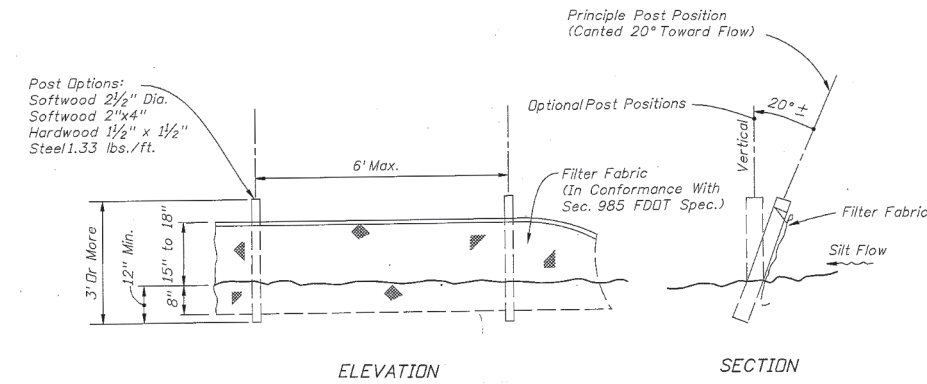 Principle Post Position
(Canted 20° Toward Flow)
Post Options:
Softwood 2½" Dia.
Softwood 2"x4"
Hardwood 1½" x 1½"
Steel 1.33 lbs./ft.
Optional Post Positions
20° ±
Vertical
6' Max.
Filter Fabric
(In Conformance With
Sec. 985 FDOT Spec.)
Filter Fabric
Silt Flow
3' Or More
12" Min.
15" to 18"
8"
ELEVATION
SECTION